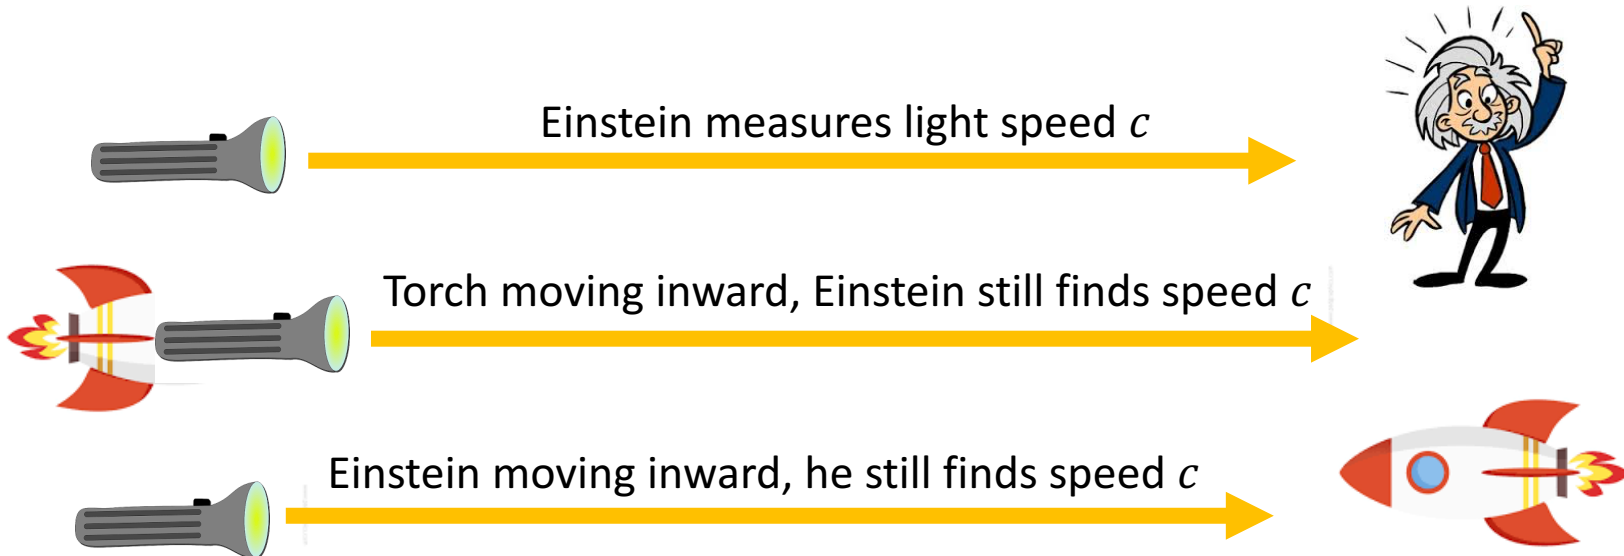 Einstein measures light speed c
Torch moving inward, Einstein still finds speed c
Einstein moving inward, he still finds speed c